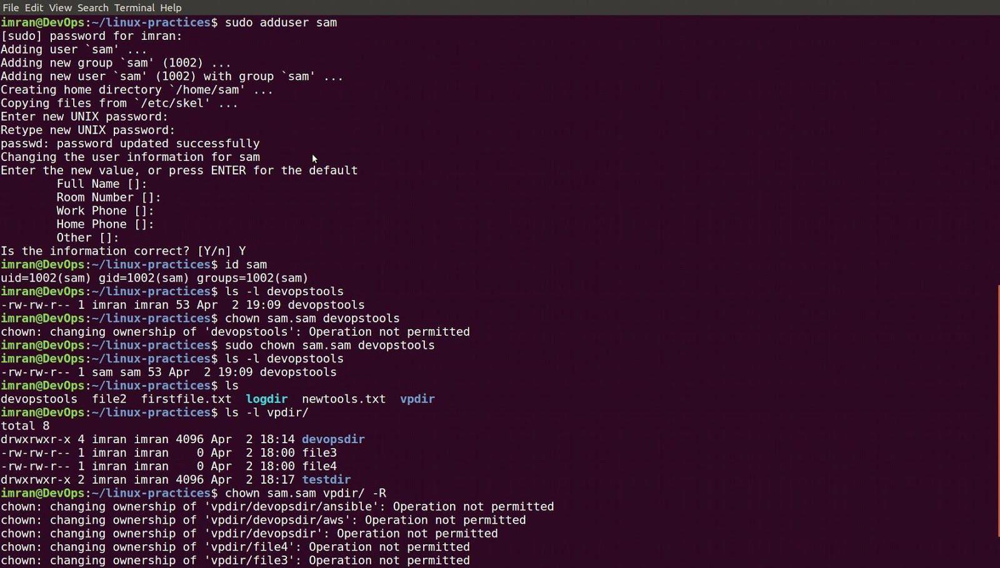 File Edit View Search Terminal Help
imran@DevOps:~/linux-practices$ sudo adduser sam
[sudo] password for imran:
Adding user `sam' ...
Adding new group `sam' (1002) ...
Adding new user `sam' (1002) with group `sam' ...
Creating home directory `/home/sam' ...
Copying files from `/etc/skel' ...
Enter new UNIX password:
Retype new UNIX password:
passwd: password updated successfully
Changing the user information for sam
Enter the new value, or press ENTER for the default
        Full Name []:
        Room Number []:
        Work Phone []:
        Home Phone []:
        Other []:
Is the information correct? [Y/n] Y
imran@DevOps:~/linux-practices$ id sam
uid=1002(sam) gid=1002(sam) groups=1002(sam)
imran@DevOps:~/linux-practices$ ls -l devopstools
-rw-rw-r-- 1 imran imran 53 Apr  2 19:09 devopstools
imran@DevOps:~/linux-practices$ chown sam.sam devopstools
chown: changing ownership of 'devopstools': Operation not permitted
imran@DevOps:~/linux-practices$ sudo chown sam.sam devopstools
imran@DevOps:~/linux-practices$ ls -l devopstools
-rw-rw-r-- 1 sam sam 53 Apr  2 19:09 devopstools
imran@DevOps:~/linux-practices$ ls
devopstools  file2  firstfile.txt  logdir  newtools.txt  vpdir
imran@DevOps:~/linux-practices$ ls -l vpdir/
total 8
drwxrwxr-x 4 imran imran 4096 Apr  2 18:14 devopsdir
-rw-rw-r-- 1 imran imran    0 Apr  2 18:00 file3
-rw-rw-r-- 1 imran imran    0 Apr  2 18:00 file4
drwxrwxr-x 2 imran imran 4096 Apr  2 18:17 testdir
imran@DevOps:~/linux-practices$ chown sam.sam vpdir/ -R
chown: changing ownership of 'vpdir/devopsdir/ansible': Operation not permitted
chown: changing ownership of 'vpdir/devopsdir/aws': Operation not permitted
chown: changing ownership of 'vpdir/devopsdir': Operation not permitted
chown: changing ownership of 'vpdir/file4': Operation not permitted
chown: changing ownership of 'vpdir/file3': Operation not permitted